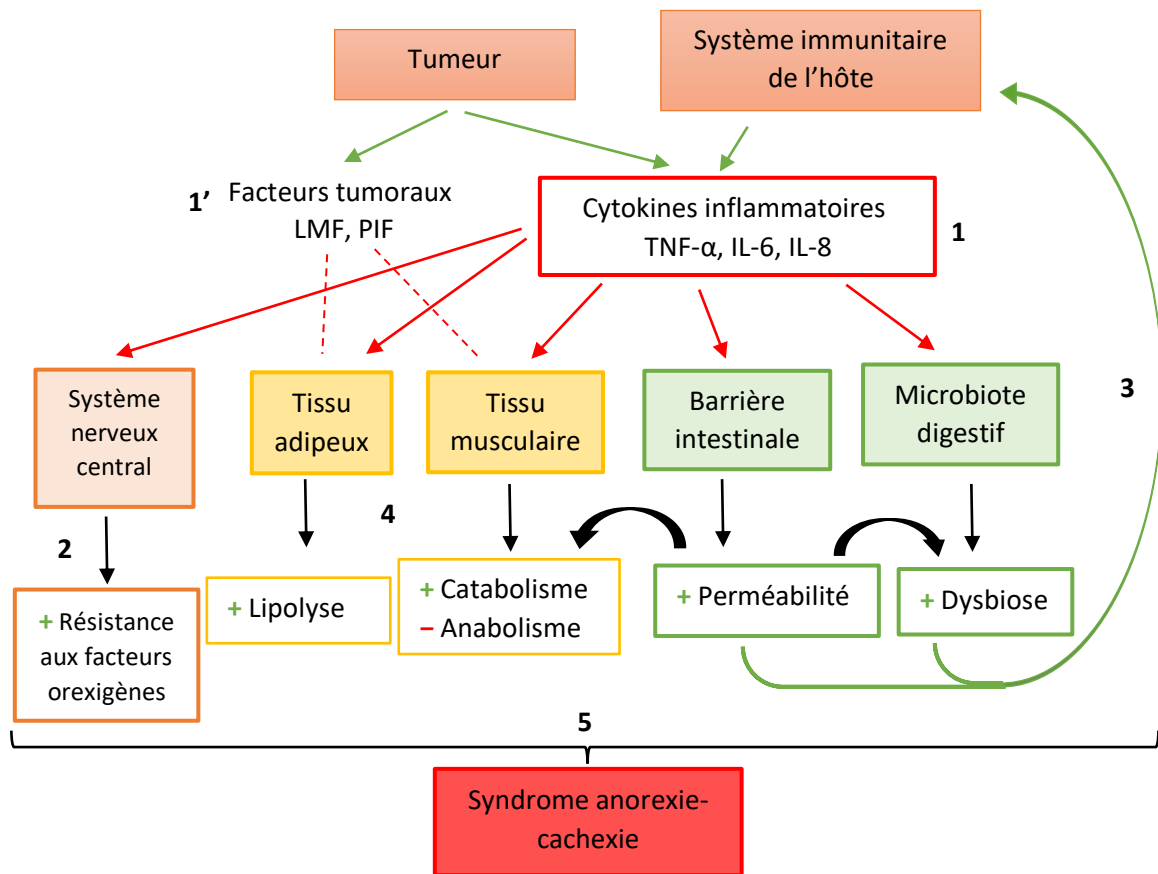 Tumeur
Système immunitaire
de l’hôte
1’
Facteurs tumoraux
LMF, PIF
Cytokines inflammatoires
TNF-α, IL-6, IL-8
1
Système
nerveux
central
Tissu
adipeux
Tissu
musculaire
Barrière
intestinale
Microbiote
digestif
3
2
4
+ Résistance
aux facteurs
orexigènes
+ Lipolyse
+ Catabolisme
− Anabolisme
+ Perméabilité
+ Dysbiose
5
Syndrome anorexie-
cachexie